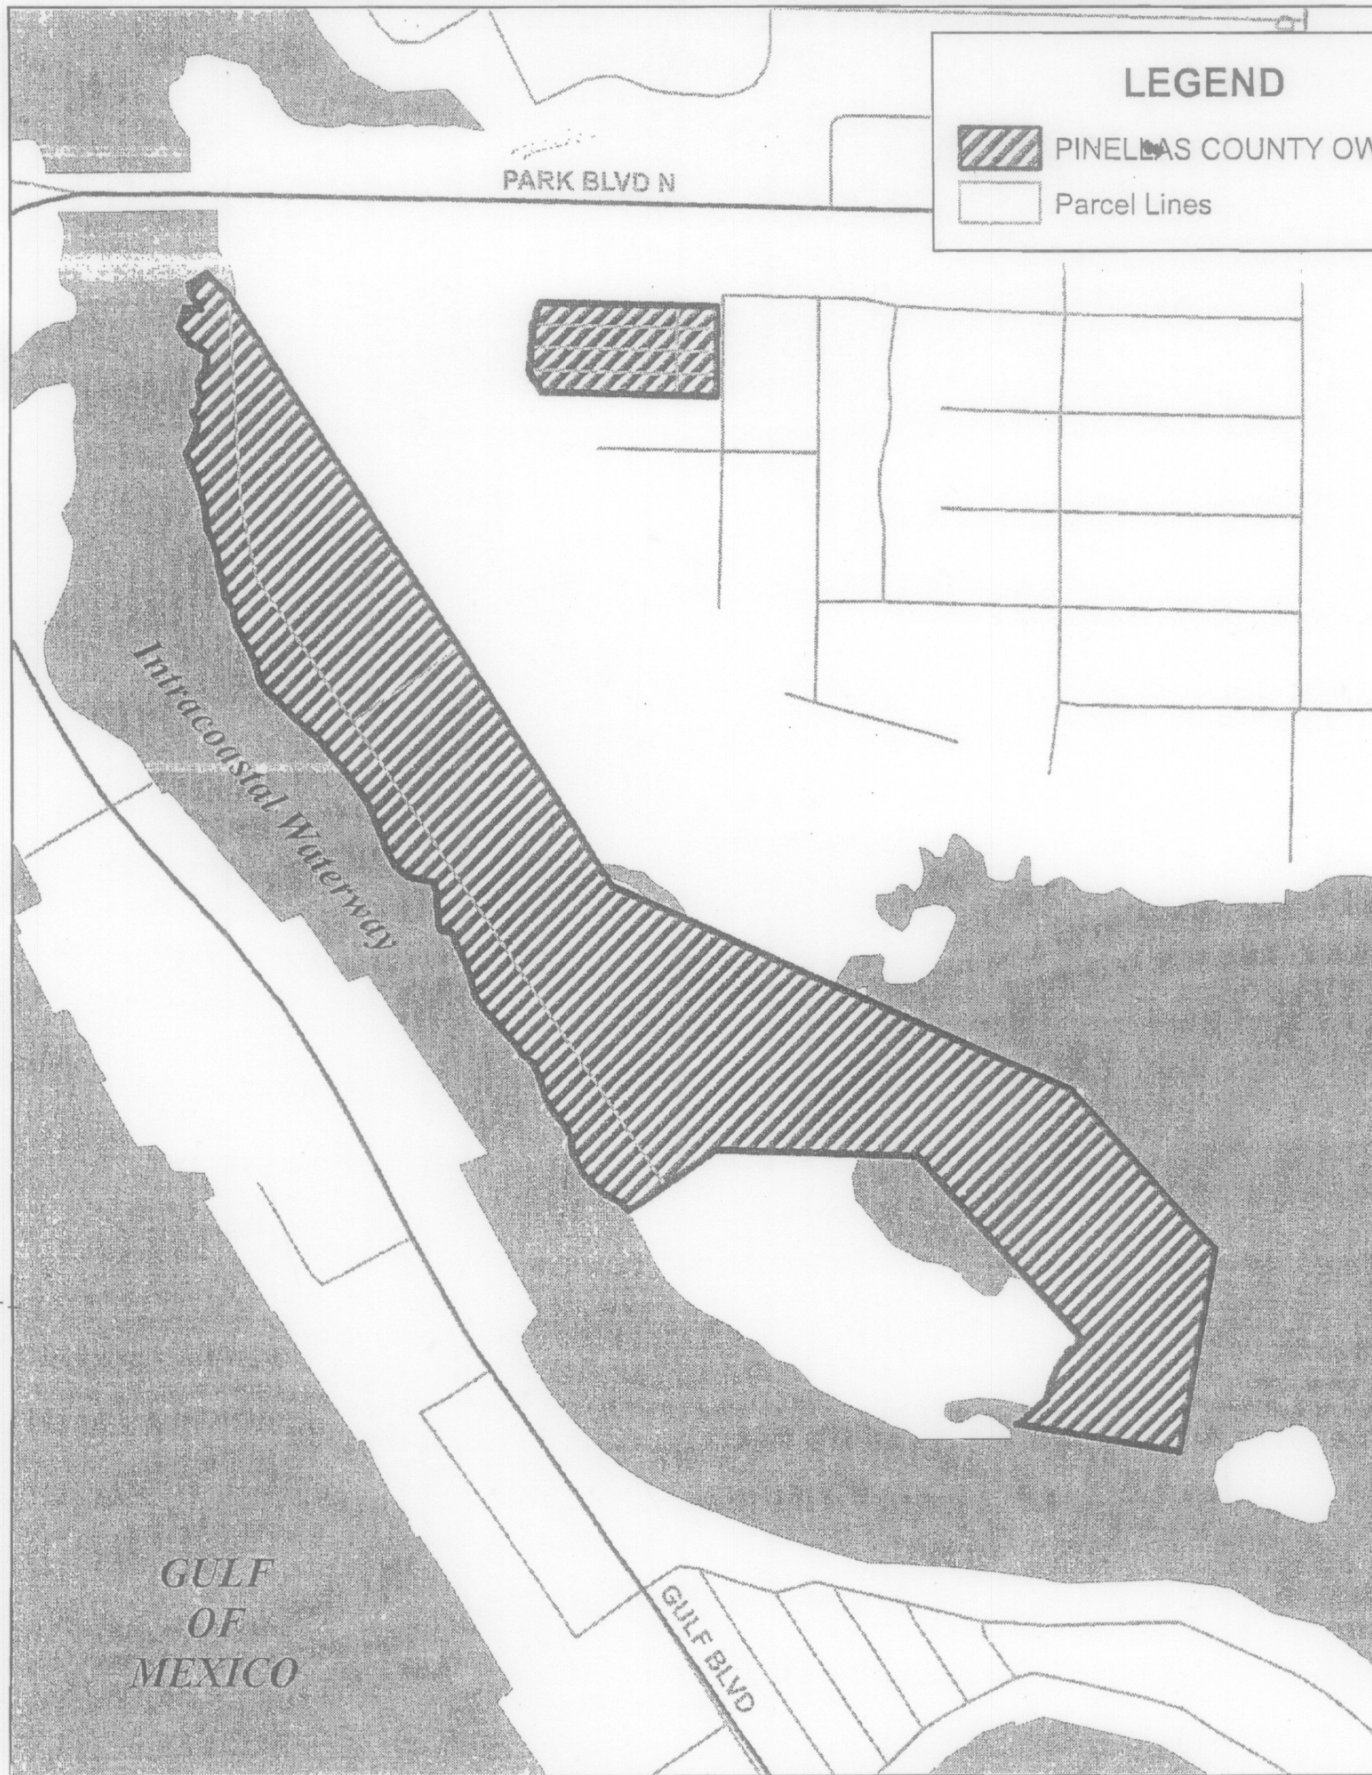 LEGEND
PINELLAS COUNTY OW
Parcel Lines
PARK BLVD N
Intracoastal Waterway
GULF
OF
MEXICO
GULF BLVD